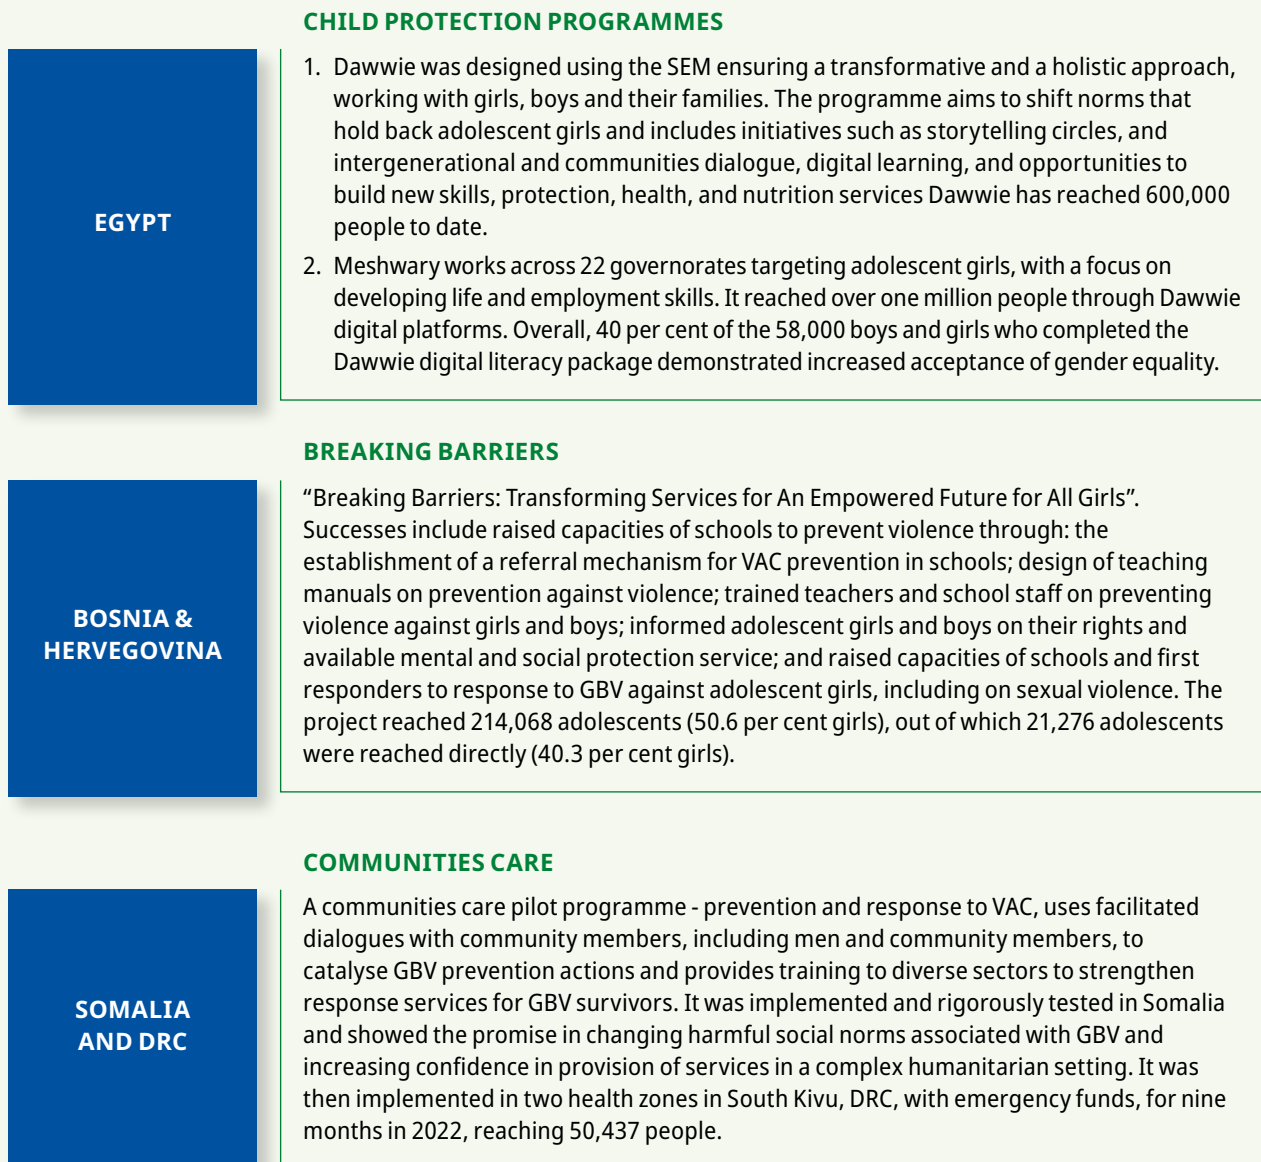 CHILD PROTECTION PROGRAMMES
EGYPT
1. Dawwie was designed using the SEM ensuring a transformative and a holistic approach,
working with girls, boys and their families. The programme aims to shift norms that
hold back adolescent girls and includes initiatives such as storytelling circles, and
intergenerational and communities dialogue, digital learning, and opportunities to
build new skills, protection, health, and nutrition services Dawwie has reached 600,000
people to date.
2. Meshwary works across 22 governorates targeting adolescent girls, with a focus on
developing life and employment skills. It reached over one million people through Dawwie
digital platforms. Overall, 40 per cent of the 58,000 boys and girls who completed the
Dawwie digital literacy package demonstrated increased acceptance of gender equality.
BREAKING BARRIERS
BOSNIA &
HERVEGOVINA
“Breaking Barriers: Transforming Services for An Empowered Future for All Girls”.
Successes include raised capacities of schools to prevent violence through: the
establishment of a referral mechanism for VAC prevention in schools; design of teaching
manuals on prevention against violence; trained teachers and school staff on preventing
violence against girls and boys; informed adolescent girls and boys on their rights and
available mental and social protection service; and raised capacities of schools and first
responders to response to GBV against adolescent girls, including on sexual violence. The
project reached 214,068 adolescents (50.6 per cent girls), out of which 21,276 adolescents
were reached directly (40.3 per cent girls).
COMMUNITIES CARE
SOMALIA
AND DRC
A communities care pilot programme - prevention and response to VAC, uses facilitated
dialogues with community members, including men and community members, to
catalyse GBV prevention actions and provides training to diverse sectors to strengthen
response services for GBV survivors. It was implemented and rigorously tested in Somalia
and showed the promise in changing harmful social norms associated with GBV and
increasing confidence in provision of services in a complex humanitarian setting. It was
then implemented in two health zones in South Kivu, DRC, with emergency funds, for nine
months in 2022, reaching 50,437 people.